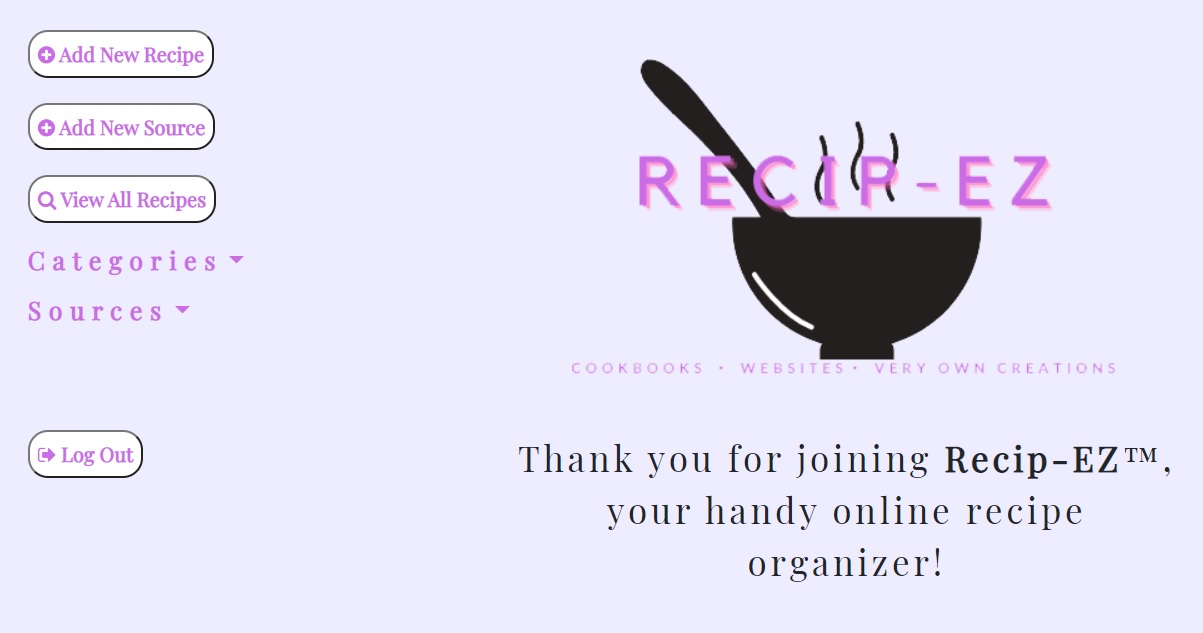 Add New Recipe
Add New Source
View All Recipes
Categories
Sources
Log Out
RECIP-EZ
COOKBOOKS • WEBSITES • VERY OWN CREATIONS
Thank you for joining Recip-EZ™,
your handy online recipe
organizer!